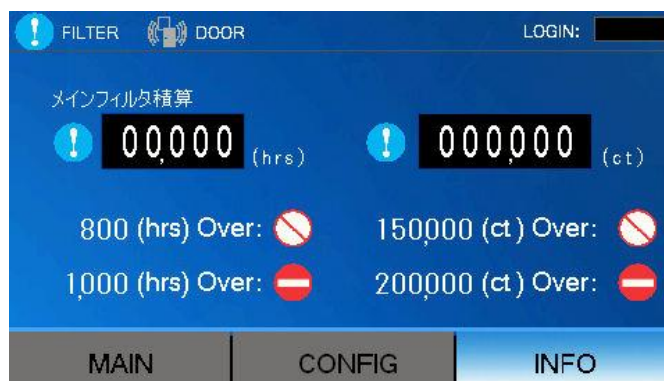 FILTER DOOR LOGIN:
メインフィルタ積算
00,000 (hrs) 000,000 (ct)
800 (hrs) Over: 150,000 (ct) Over:
1,000 (hrs) Over: 200,000 (ct) Over:
MAIN CONFIG INFO